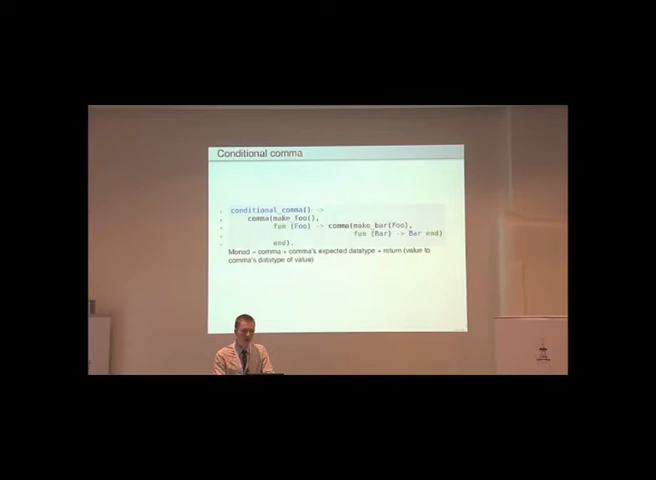 Conditional comma
conditional_comma() ->
comma(make_foo(),
fun (Foo) -> comma(make_bar(Foo),
fun (Bar) -> Bar end)
end).
Monad = comma + comma's expected datatype + return (value to
comma's datatype of value)